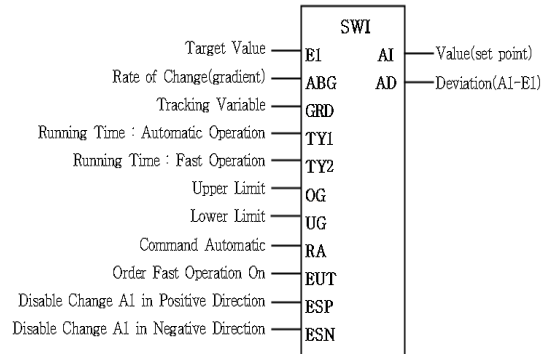 SWI
Target Value E1 AI Value(set point)
Rate of Change(gradient) ABG AD Deviation(A1-E1)
Tracking Variable GRD
Running Time : Automatic Operation TY1
Running Time : Fast Operation TY2
Upper Limit OG
Lower Limit UG
Command Automatic RA
Order Fast Operation On EUT
Disable Change A1 in Positive Direction ESP
Disable Change A1 in Negative Direction ESN